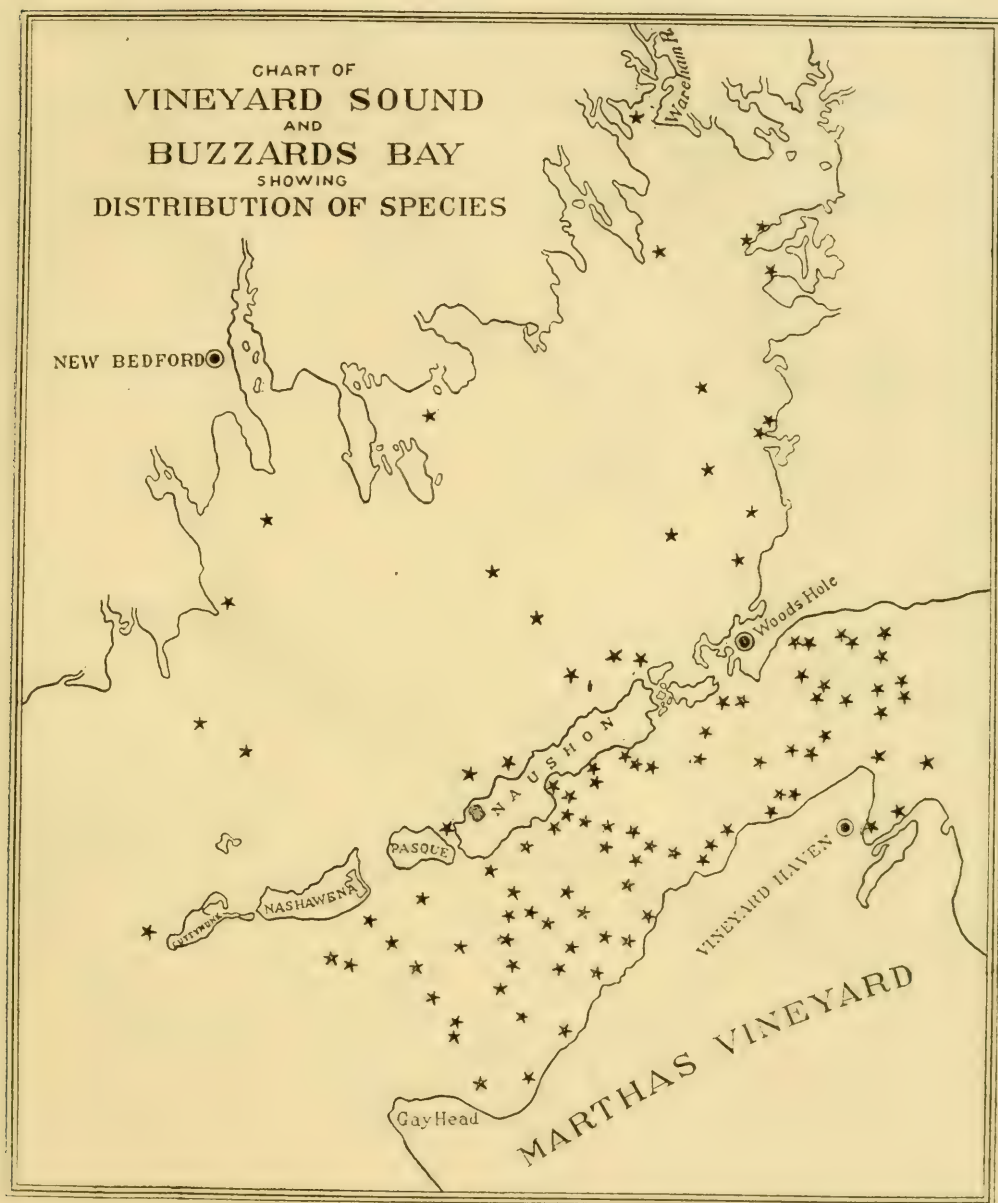 CHART OF
VINEYARD SOUND
AND
BUZZARDS BAY
SHOWING
DISTRIBUTION OF SPECIES
Wareham R.
NEW BEDFORD
Woods Hole
NAUSHON
PASQUE
NASHAWENA
CUTTYHUNK
VINEYARD HAVEN
MARTHAS VINEYARD
Gay Head